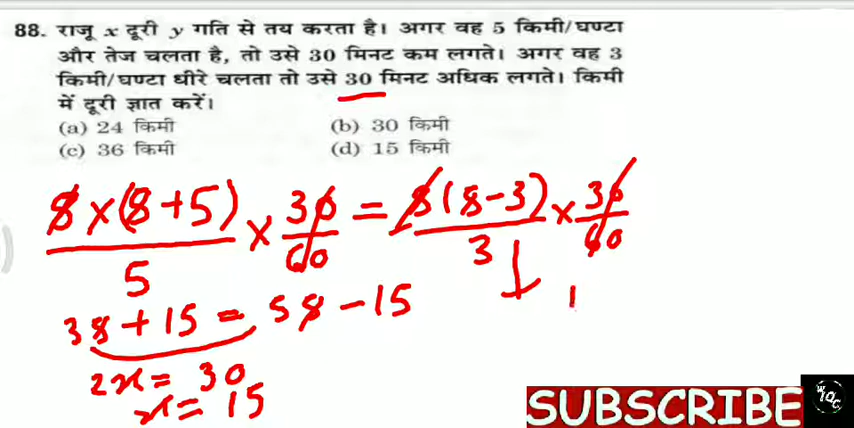 88. राजू x दूरी y गति से तय करता है। अगर वह 5 किमी/घण्टा
और तेज चलता है, तो उसे 30 मिनट कम लगते। अगर वह 3
किमी/घण्टा धीरे चलता तो उसे 30 मिनट अधिक लगते। किमी
में दूरी ज्ञात करें।
(a) 24 किमी (b) 30 किमी
(c) 36 किमी (d) 15 किमी
8×(8+5)/5 × 30/60 = 8(8-3)/3 × 30/60
38 + 15 = 58 - 15
2x = 30
x = 15
SUBSCRIBE